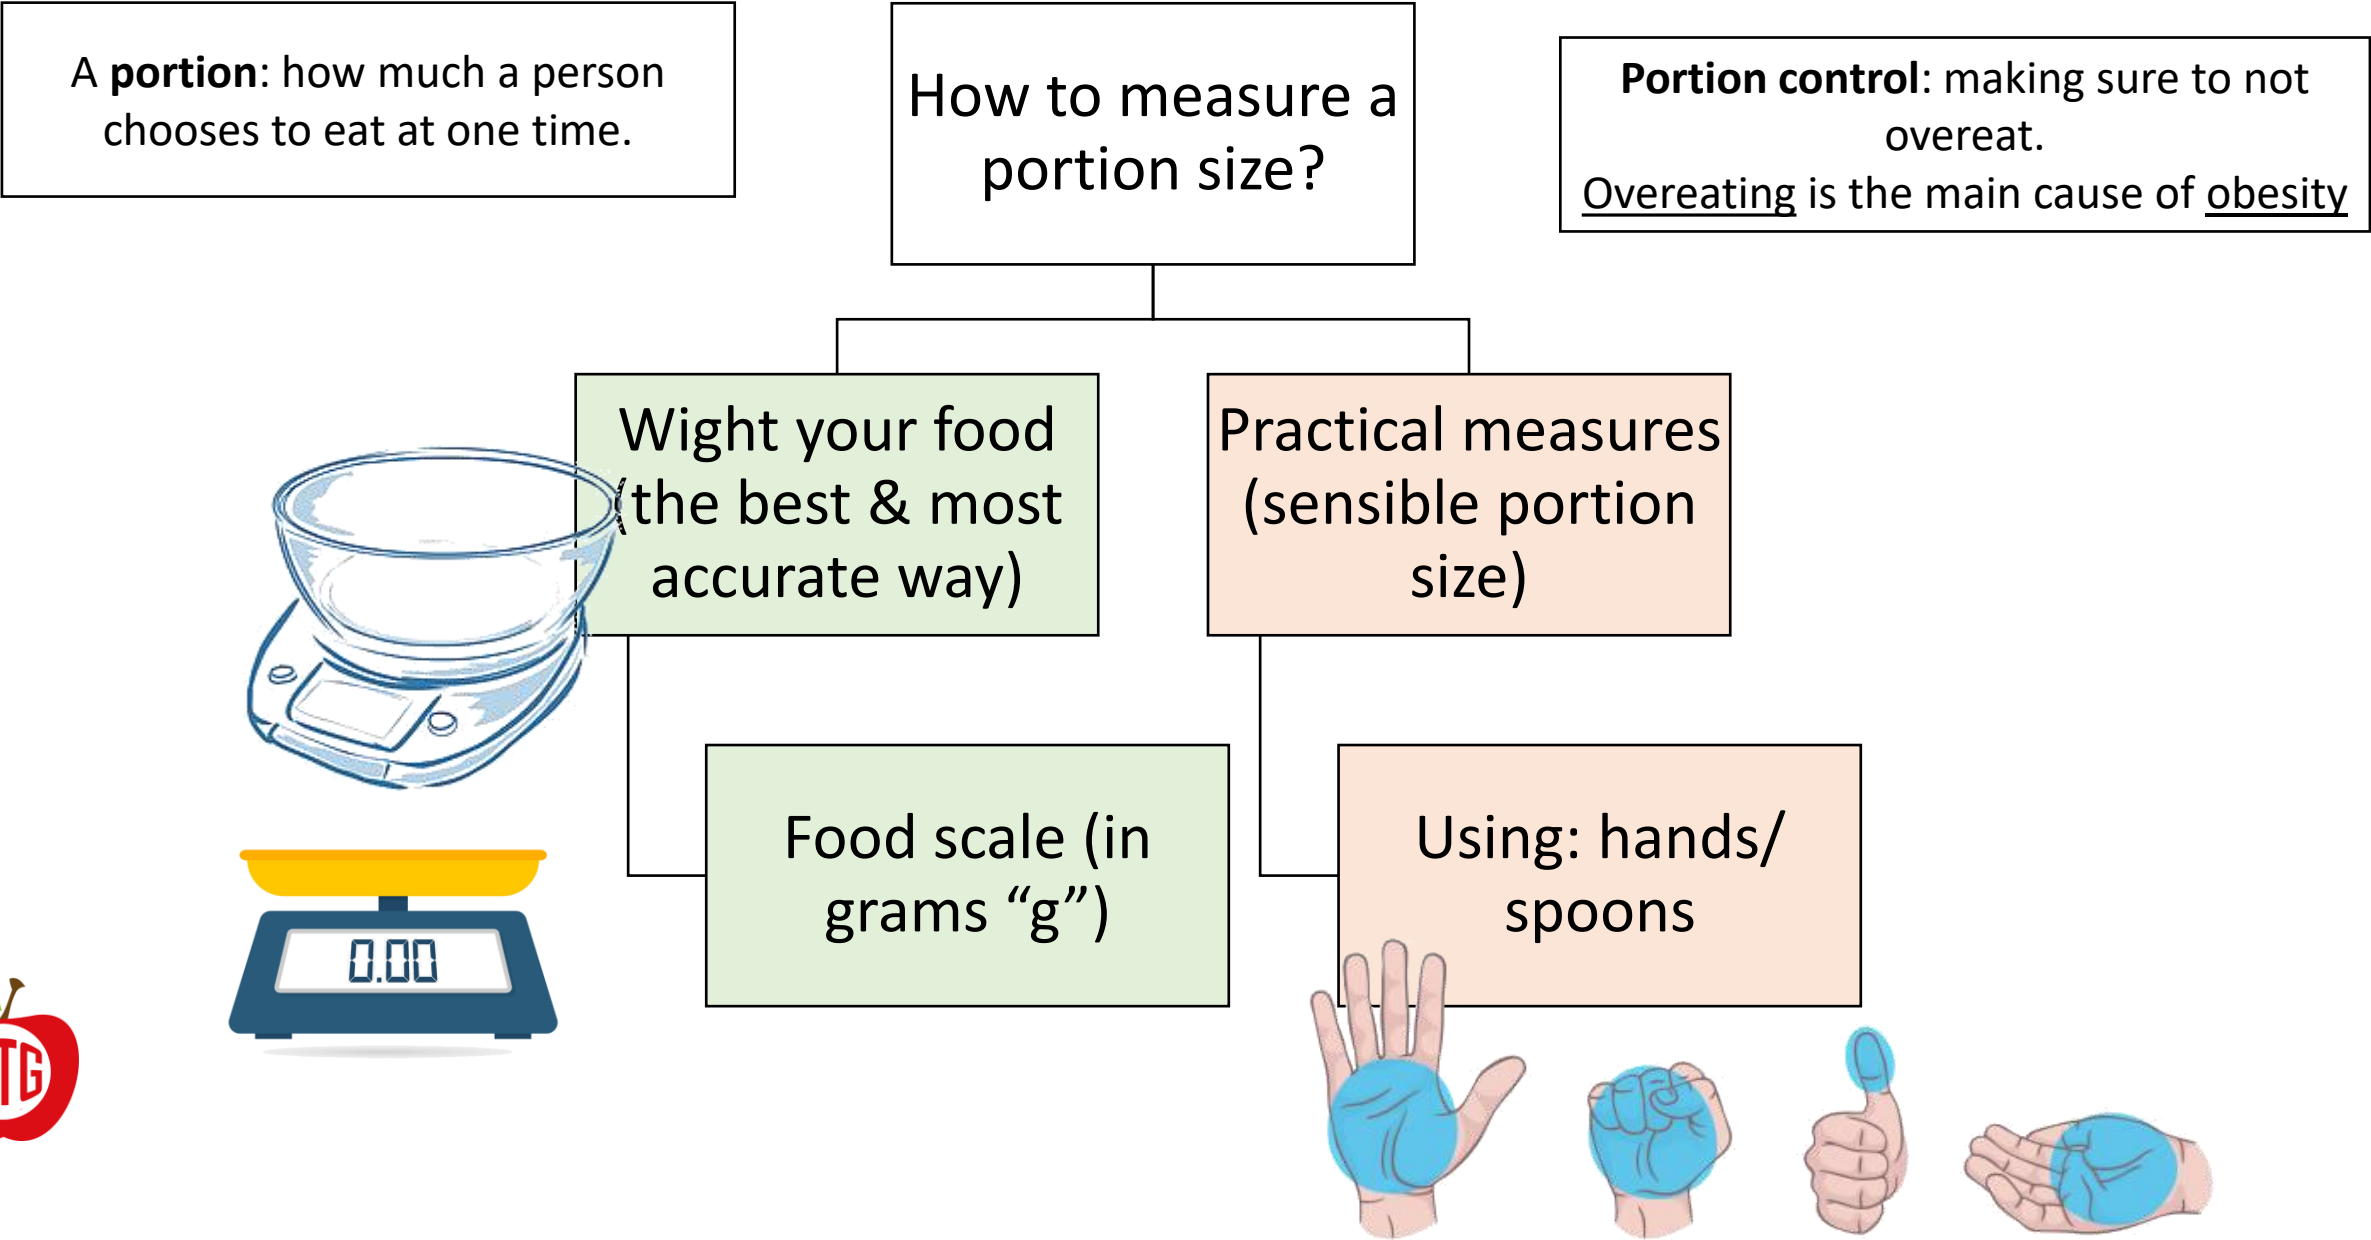 A portion: how much a person
chooses to eat at one time.
How to measure a
portion size?
Portion control: making sure to not
overeat.
Overeating is the main cause of obesity
Wight your food
(the best & most
accurate way)
Practical measures
(sensible portion
size)
Food scale (in
grams “g”)
Using: hands/
spoons
0.00
TG